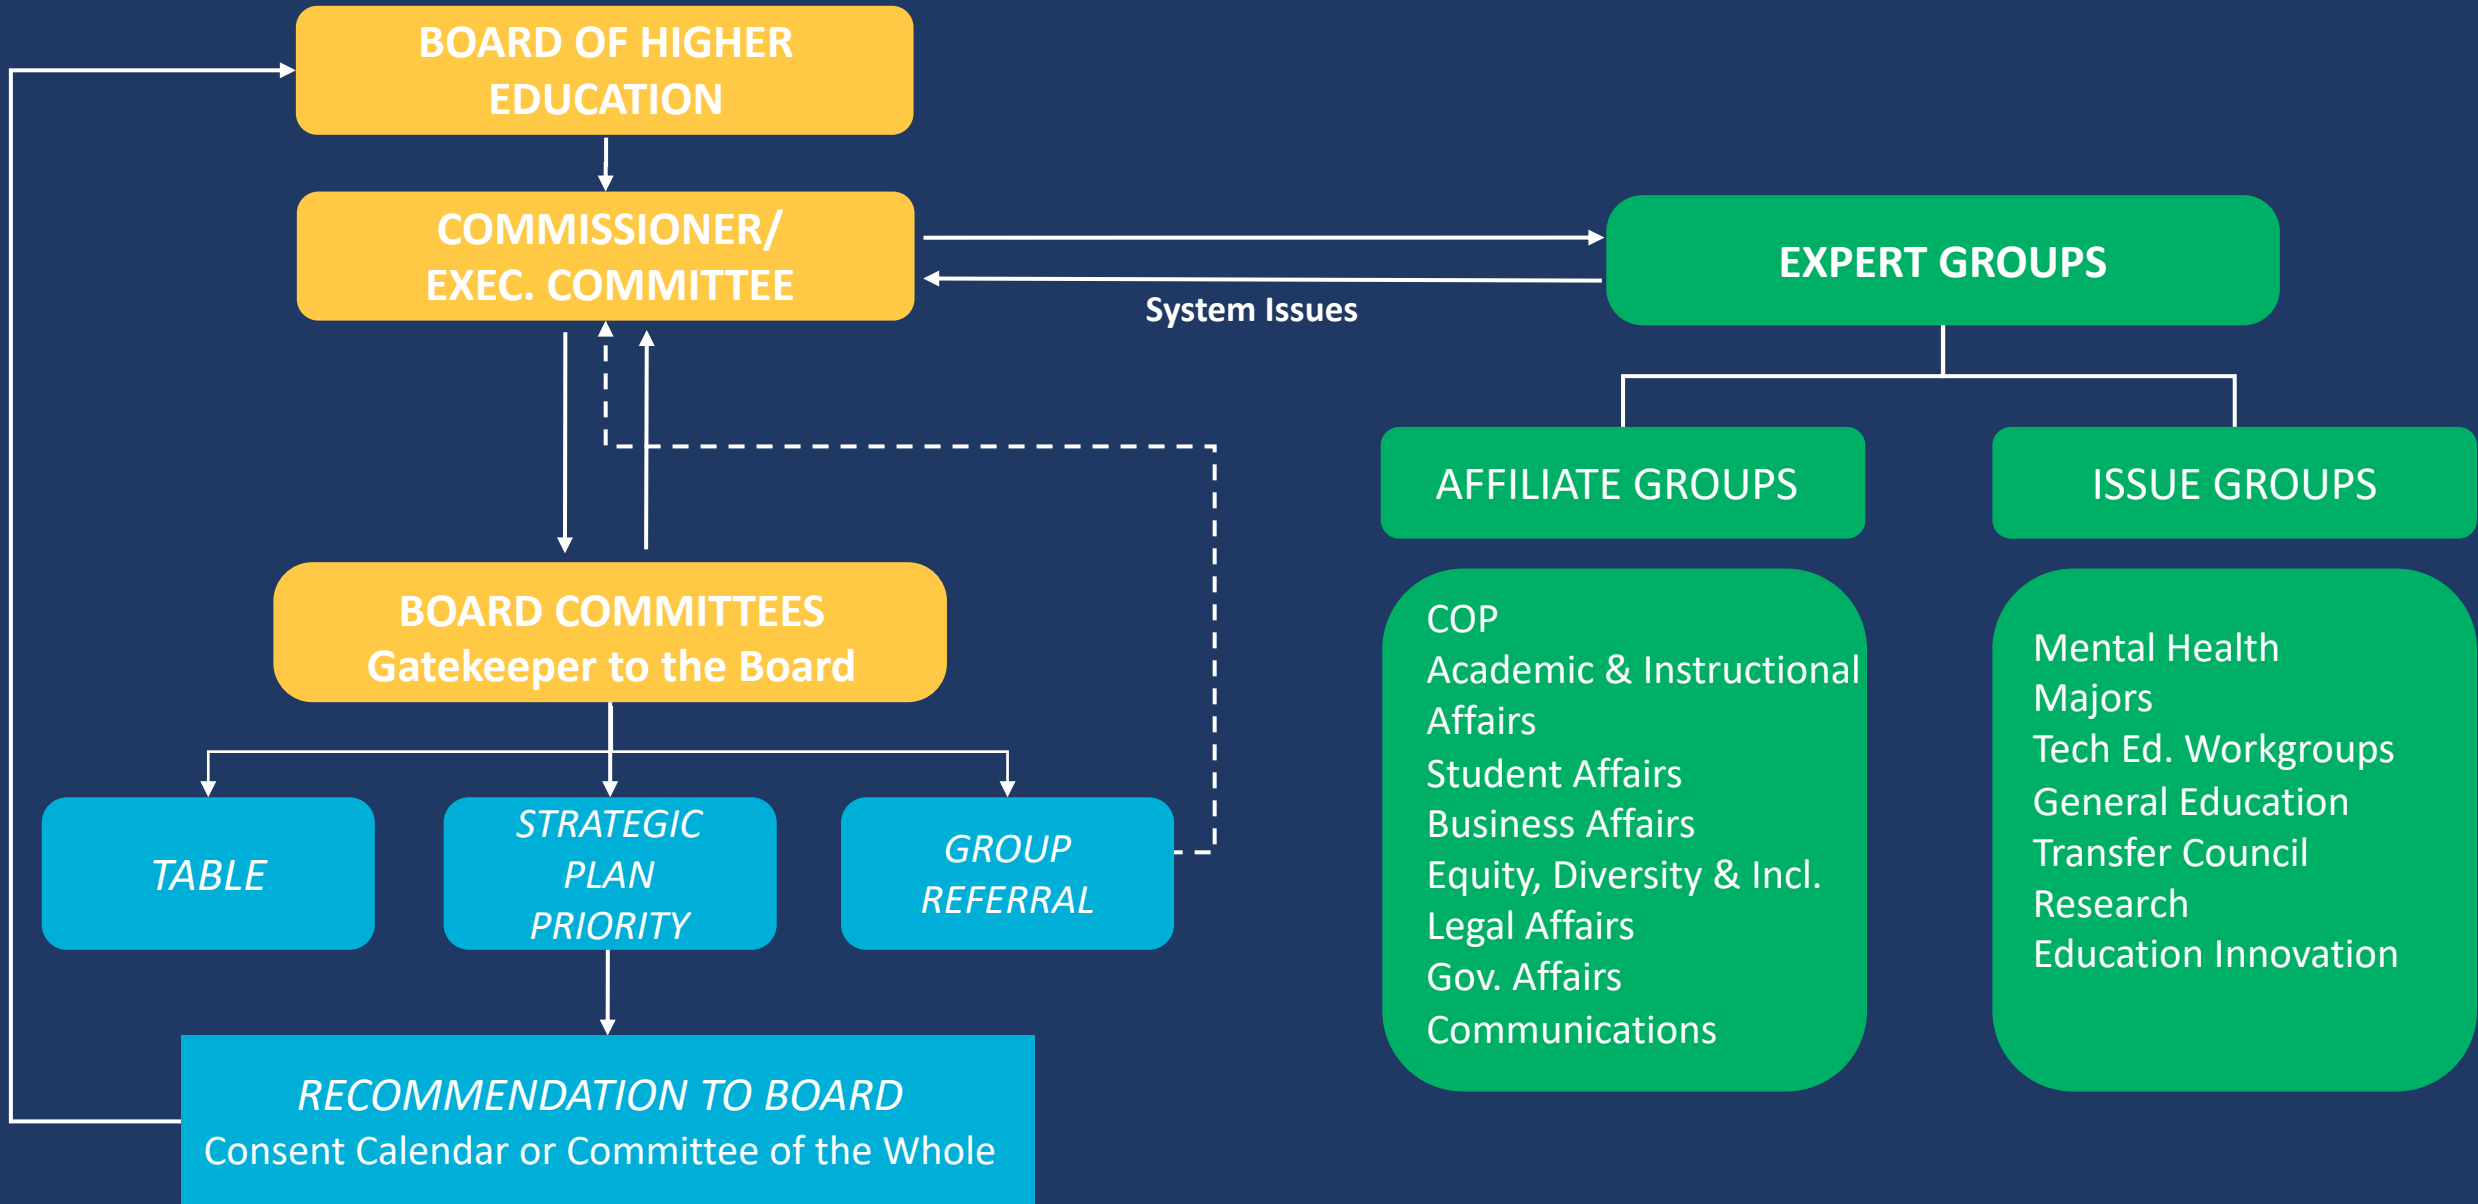 BOARD OF HIGHER
EDUCATION
COMMISSIONER/
EXEC. COMMITTEE
System Issues
EXPERT GROUPS
BOARD COMMITTEES
Gatekeeper to the Board
TABLE
STRATEGIC
PLAN
PRIORITY
GROUP
REFERRAL
RECOMMENDATION TO BOARD
Consent Calendar or Committee of the Whole
AFFILIATE GROUPS
COP
Academic & Instructional
Affairs
Student Affairs
Business Affairs
Equity, Diversity & Incl.
Legal Affairs
Gov. Affairs
Communications
ISSUE GROUPS
Mental Health
Majors
Tech Ed. Workgroups
General Education
Transfer Council
Research
Education Innovation